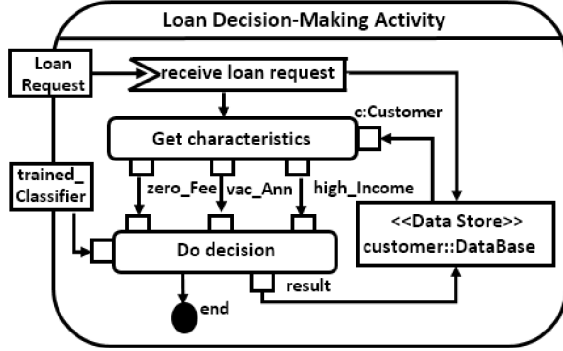 Loan Decision-Making Activity
Loan
Request
receive loan request
c:Customer
Get characteristics
trained_
Classifier
zero_Fee
vac_Ann
high_Income
<<Data Store>>
customer::DataBase
Do decision
result
end